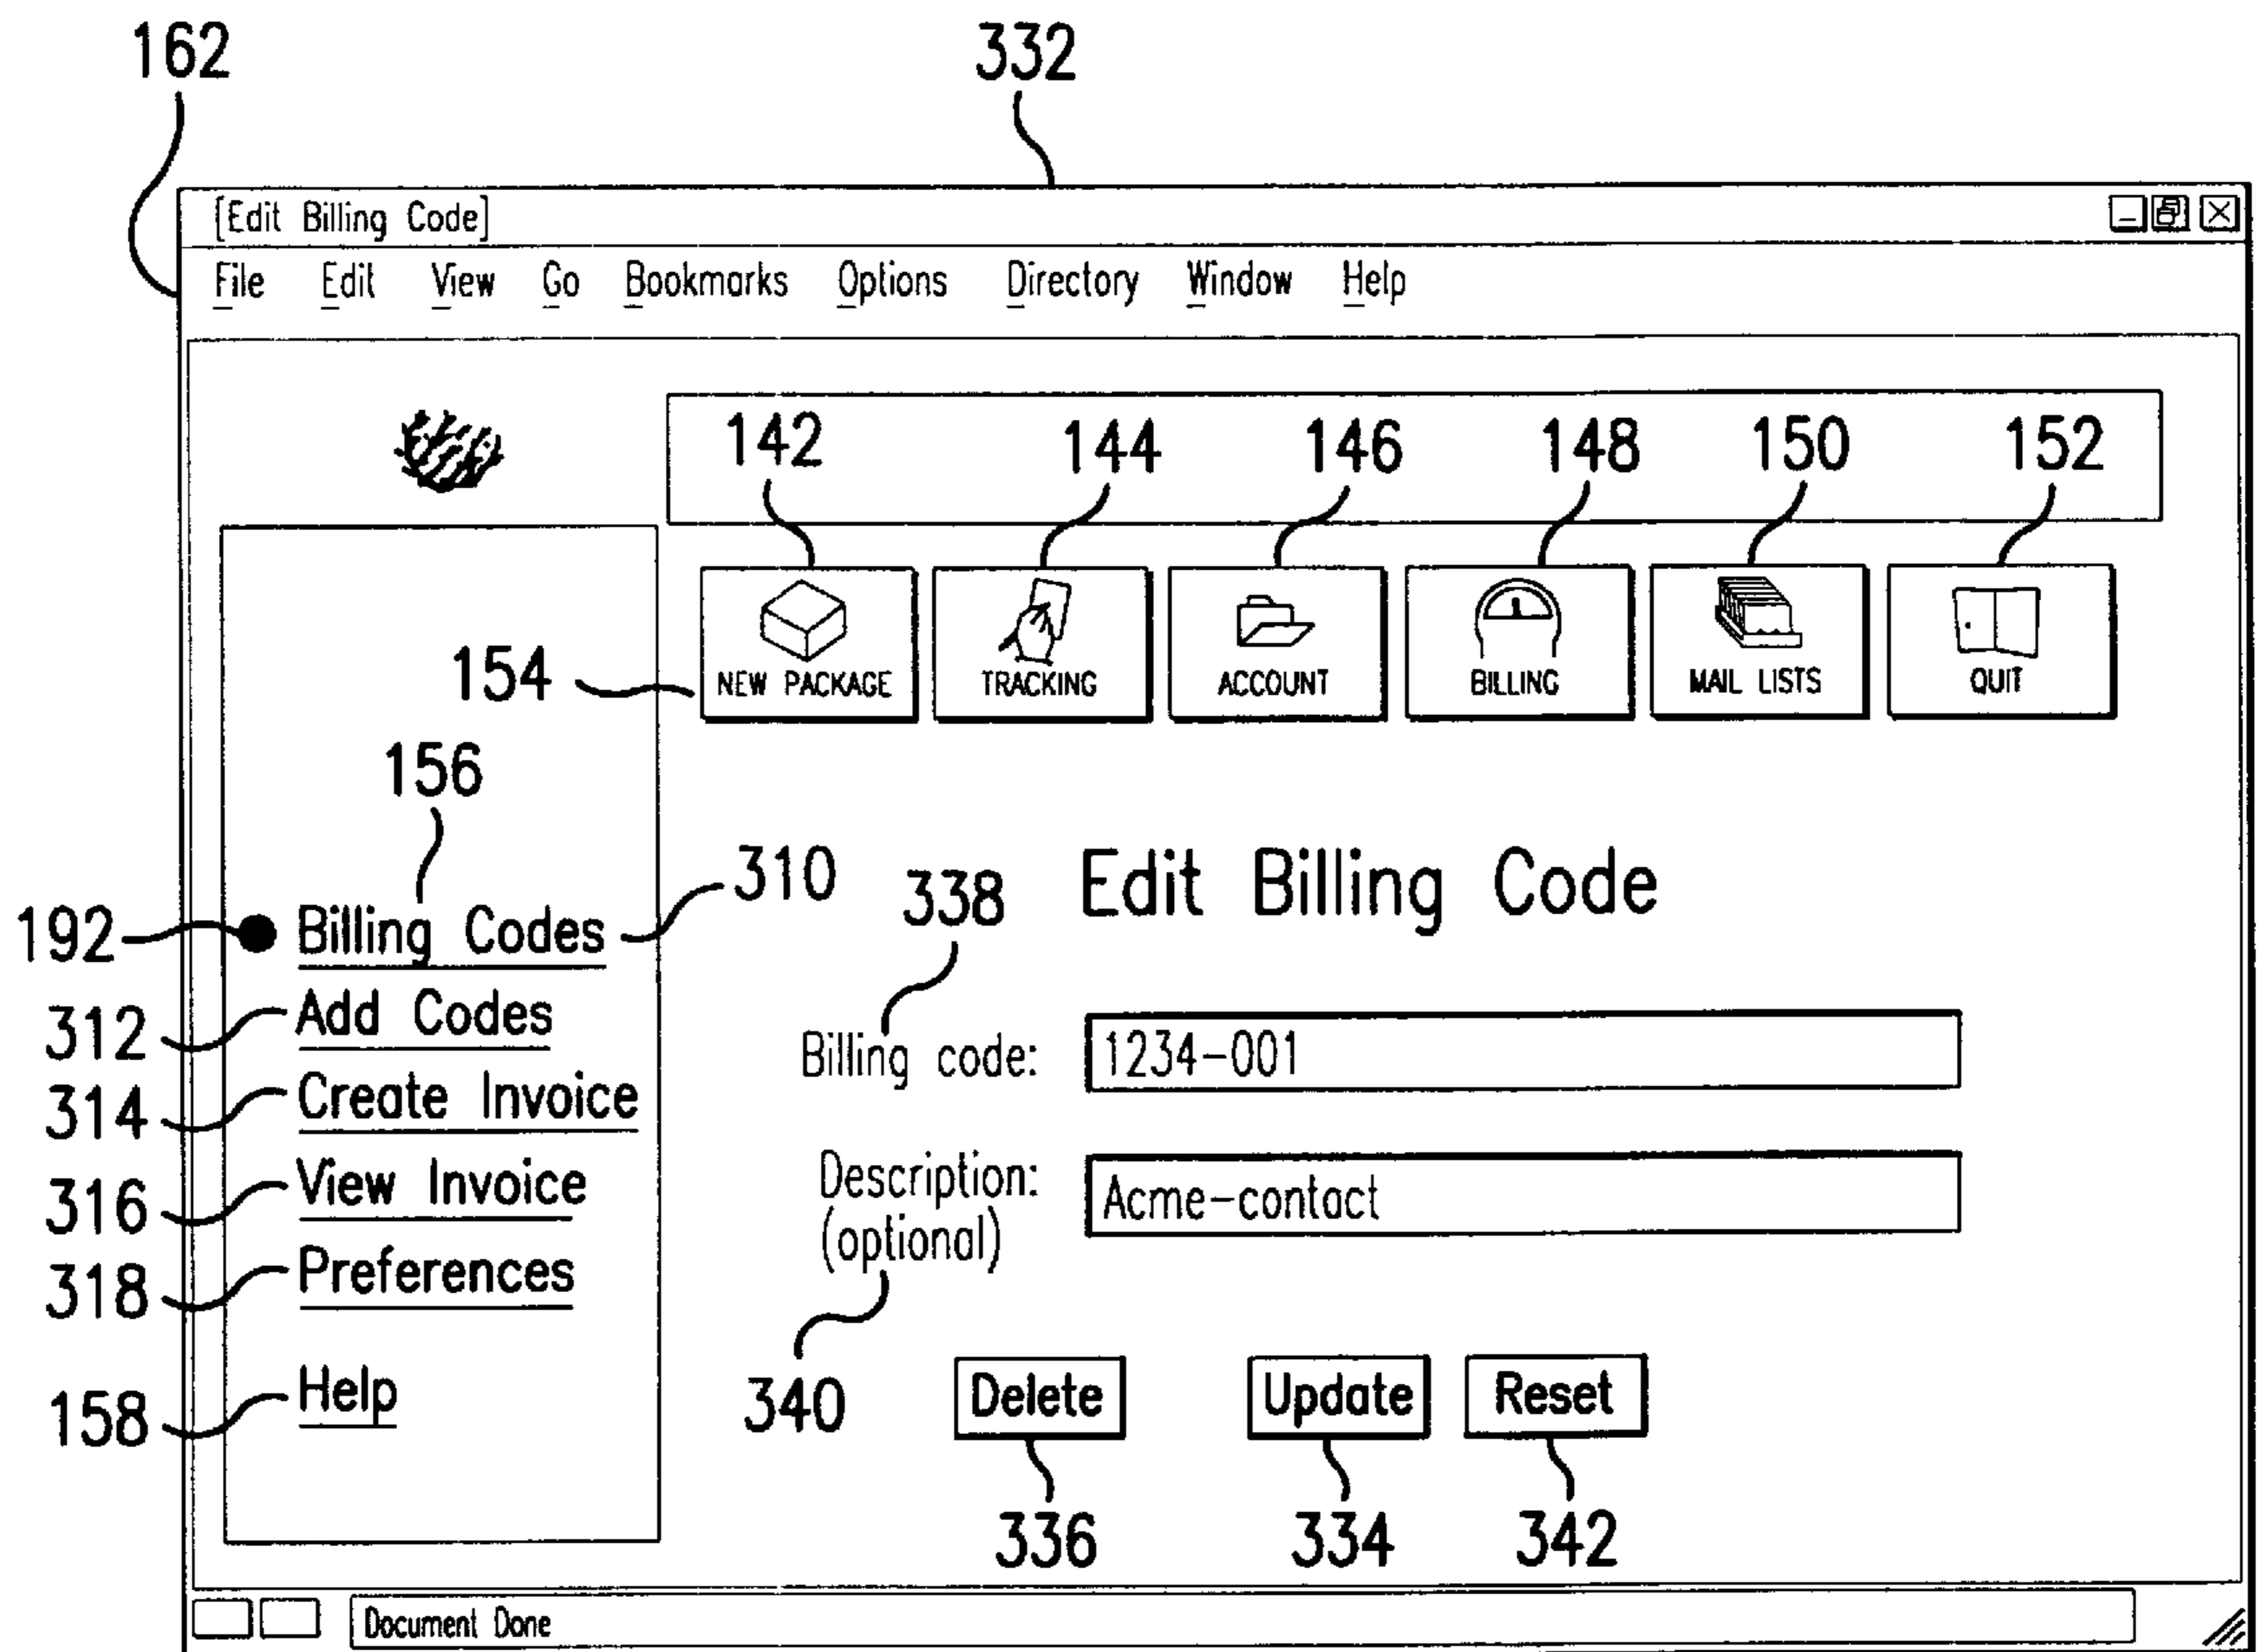 162 332
[Edit Billing Code]
File Edit View Go Bookmarks Options Directory Window Help
142 144 146 148 150 152
154 NEW PACKAGE TRACKING ACCOUNT BILLING MAIL LISTS QUIT
156
Edit Billing Code
338
192 Billing Codes 310
312 Add Codes
Billing code: 1234-001
314 Create Invoice
316 View Invoice
Description: Acme-contact
(optional)
318 Preferences
158 Help
340 Delete Update Reset
336 334 342
Document Done